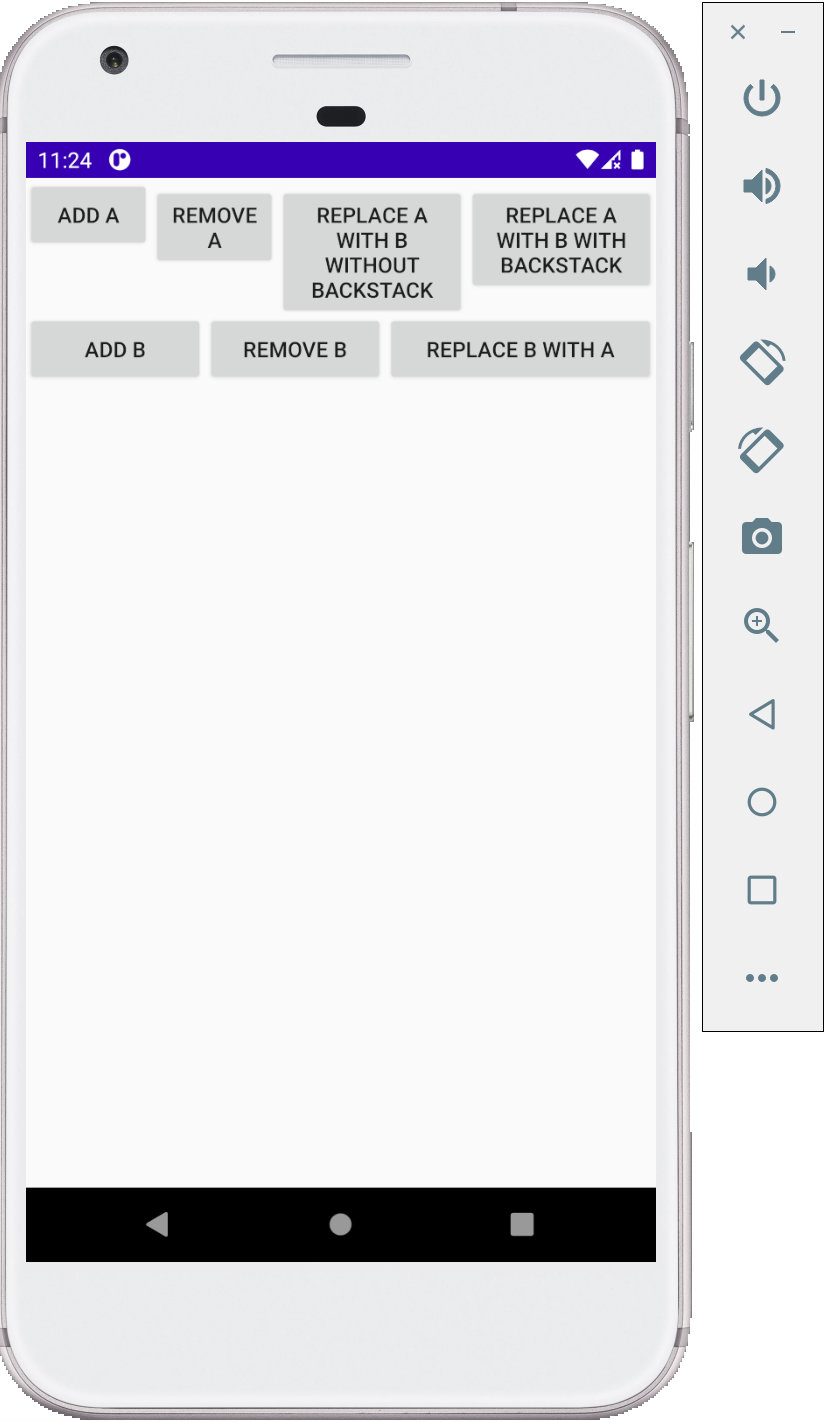 11:24
ADD A
REMOVE
A
REPLACE A
WITH B
WITHOUT
BACKSTACK
REPLACE A
WITH B WITH
BACKSTACK
ADD B
REMOVE B
REPLACE B WITH A